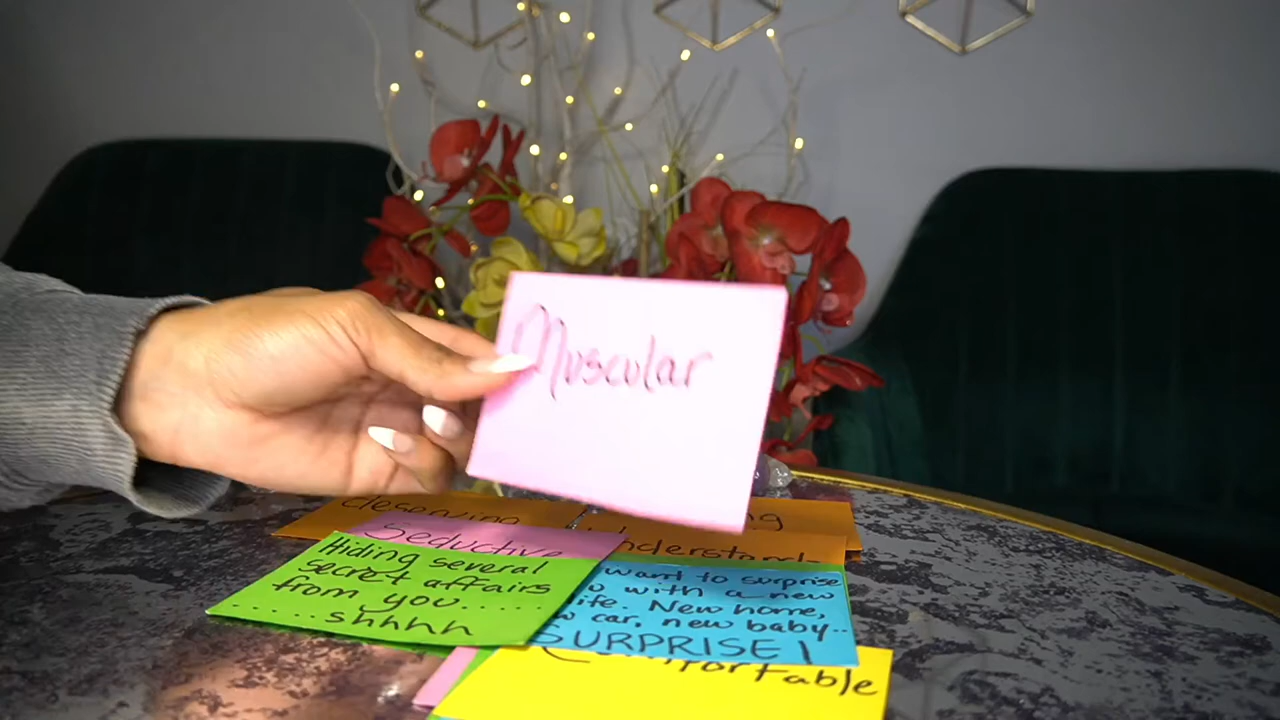 Muscular
deserving
Seductive
Hiding several
secret affairs
from you......
.......shhhh
want to surprise
with a new
life. New home,
car, new baby..
SURPRISE!
Comfortable